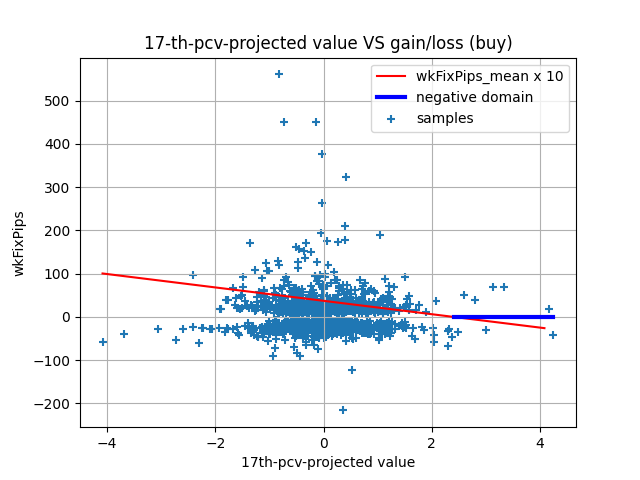 17-th-pcv-projected value VS gain/loss (buy)
wkFixPips_mean x 10
negative domain
samples
500
400
300
200
100
0
−100
−200
wkFixPips
−4
−2
0
2
4
17th-pcv-projected value